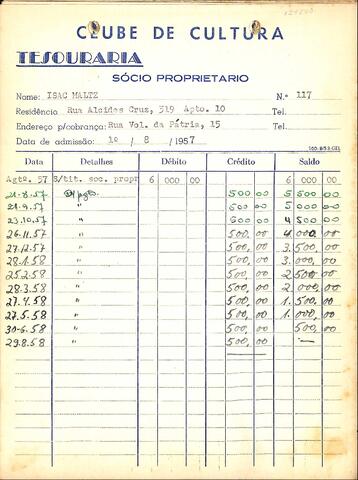 CLUBE DE CULTURA
TESOURARIA
SÓCIO PROPRIETARIO
Nome: ISAC MALTZ N.º 117
Residência Rua Alcides Cruz, 319 Apto. 10 Tel.
Endereço p/cobrança: Rua Vol. da Pátria, 15 Tel.
Data de admissão: 10 / 8 / 1957
Data Detalhes Débito Crédito Saldo
Agtº. 57 S/tit. soc. propr 6 000 00 6 000 00
21-8-57 S/pgto. 500 00 5 500 00
21.9.57 " 500 00 5 000 00
23.10.57 " 500 00 4 500 00
26.11.57 " 500, 00 4 000, 00
27.12.57 " 500, 00 3. 500, 00
28.1.58 " 500, 00 3. 000, 00
25.2.58 " 500, 00 2 500, 00
28.3.58 " 500, 00 2 000, 00
27.4.58 " 500, 00 1. 500, 00
27.5.58 " 500, 00 1. 000, 00
30-6.58 " 500, 00 500, 00
29.8.58 " 500, 00 —